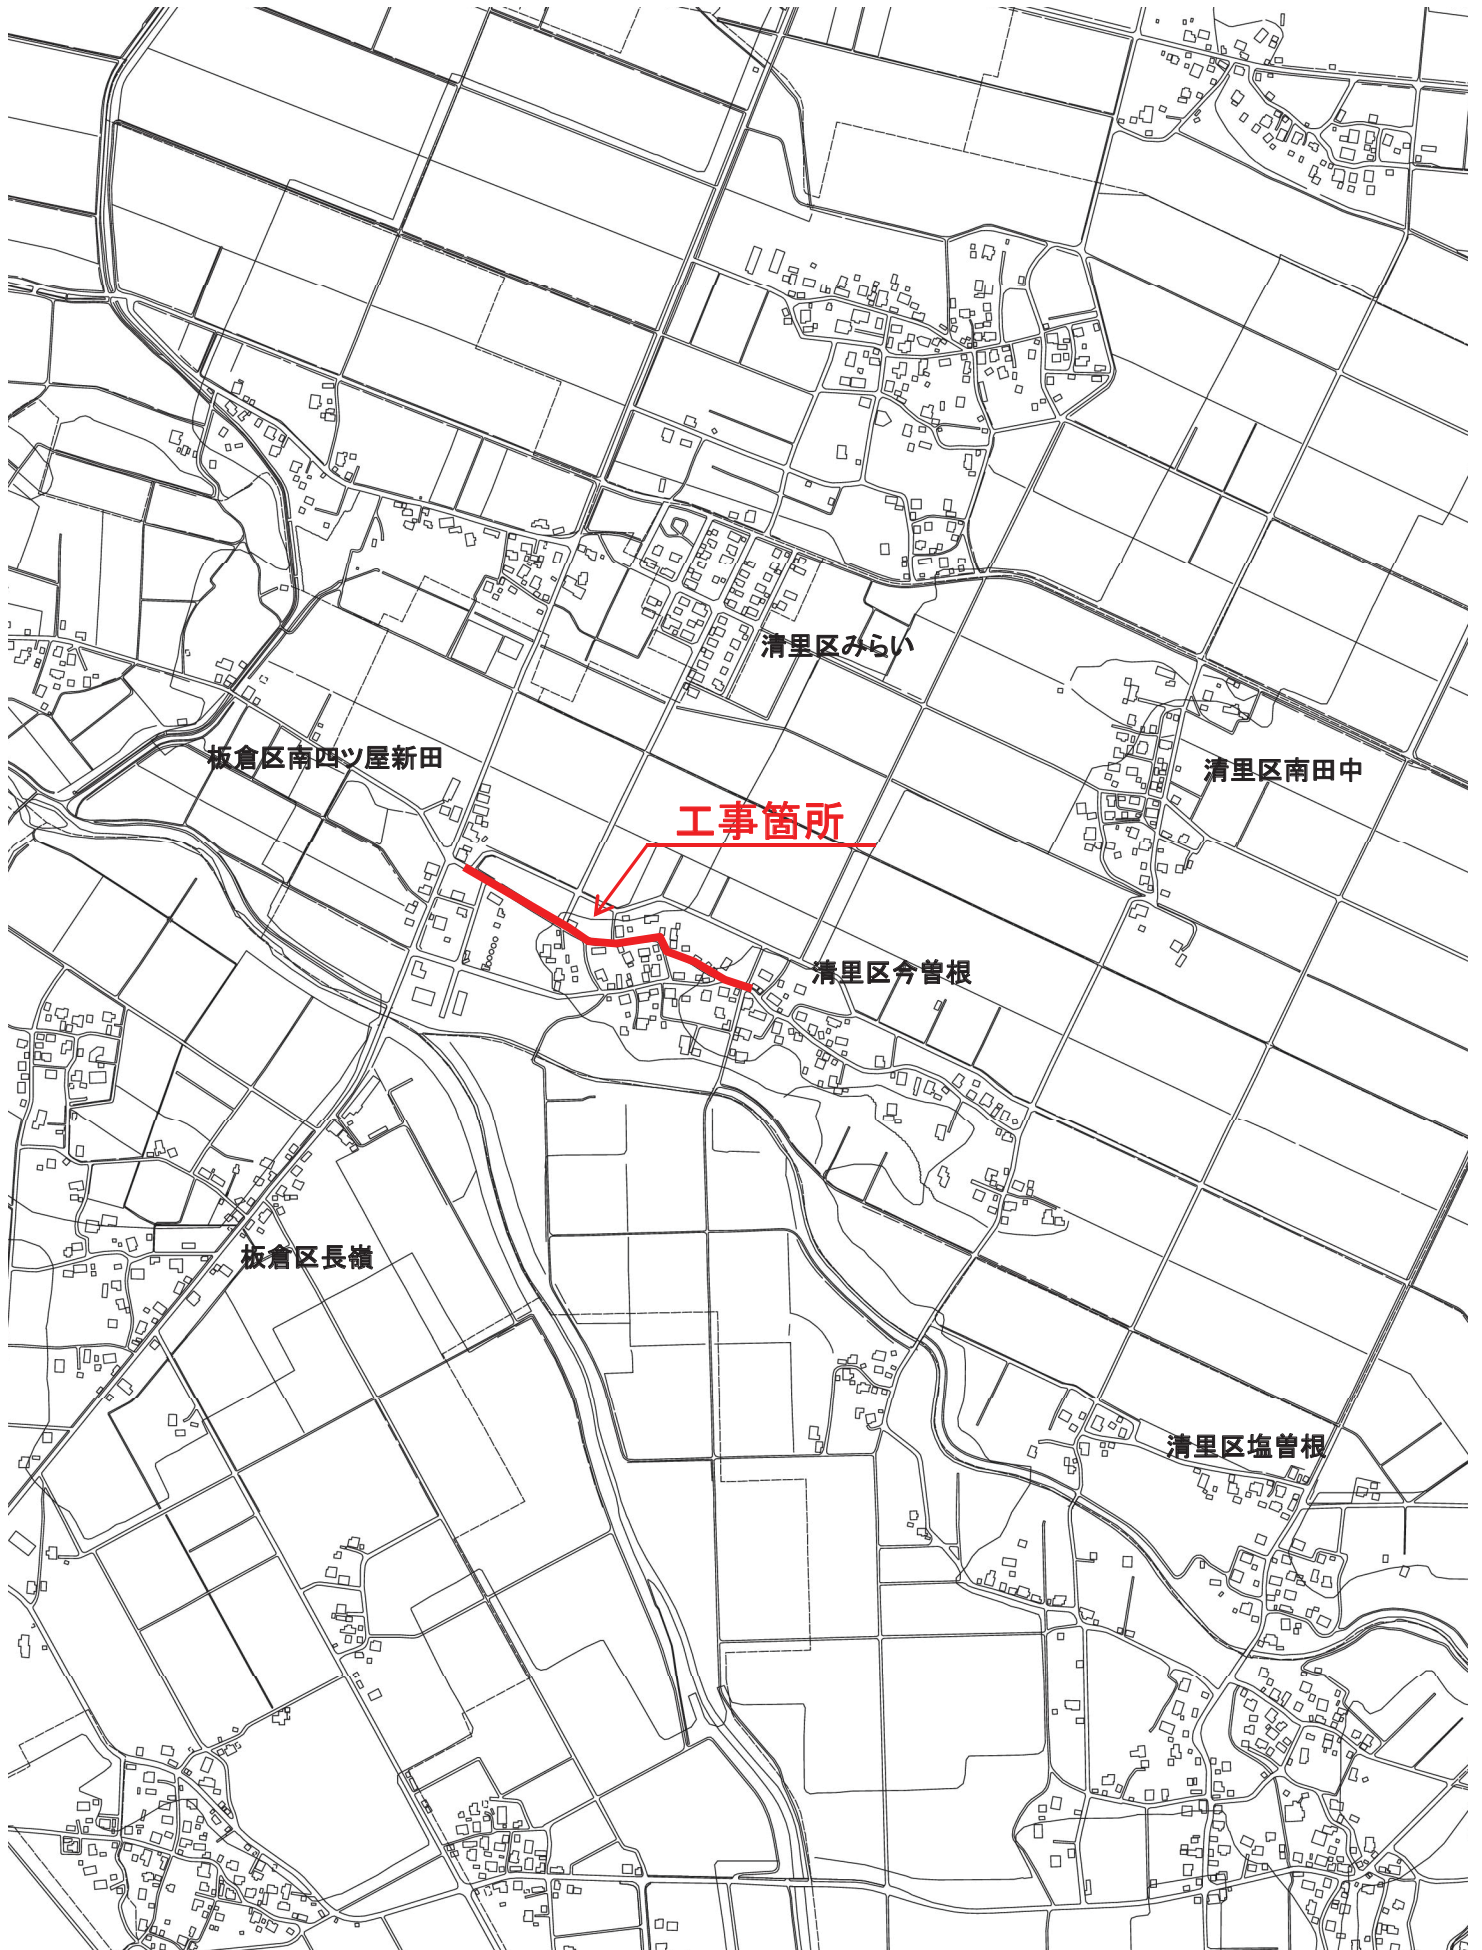 清里区みらい
板倉区南四ツ屋新田
清里区南田中
工事箇所
清里区今曽根
板倉区長嶺
清里区塩曽根